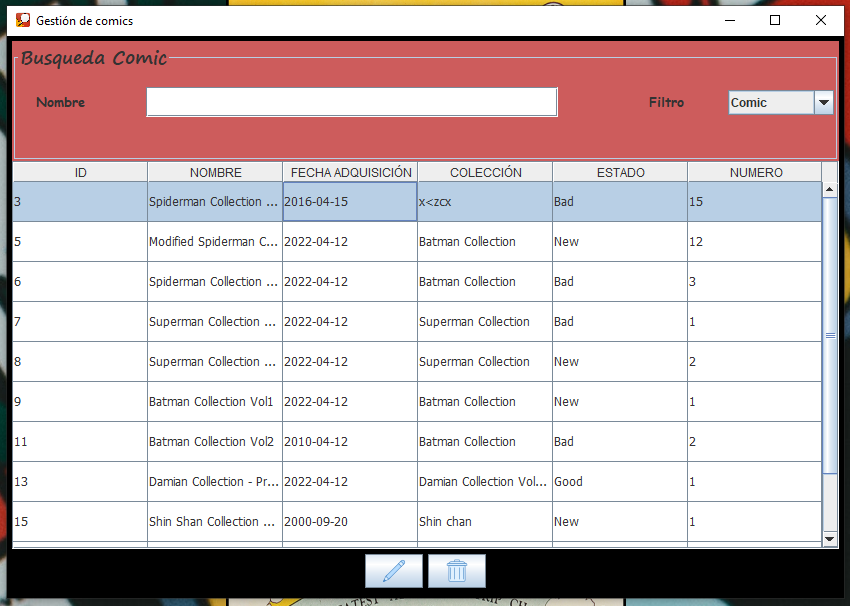 Gestión de comics
Busqueda Comic
Nombre Filtro Comic
ID NOMBRE FECHA ADQUISICIÓN COLECCIÓN ESTADO NUMERO
3 Spiderman Collection ... 2016-04-15 x<zcx Bad 15
5 Modified Spiderman C... 2022-04-12 Batman Collection New 12
6 Spiderman Collection ... 2022-04-12 Batman Collection Bad 3
7 Superman Collection ... 2022-04-12 Superman Collection Bad 1
8 Superman Collection ... 2022-04-12 Superman Collection New 2
9 Batman Collection Vol1 2022-04-12 Batman Collection New 1
11 Batman Collection Vol2 2010-04-12 Batman Collection Bad 2
13 Damian Collection - Pr... 2022-04-12 Damian Collection Vol... Good 1
15 Shin Shan Collection ... 2000-09-20 Shin chan New 1